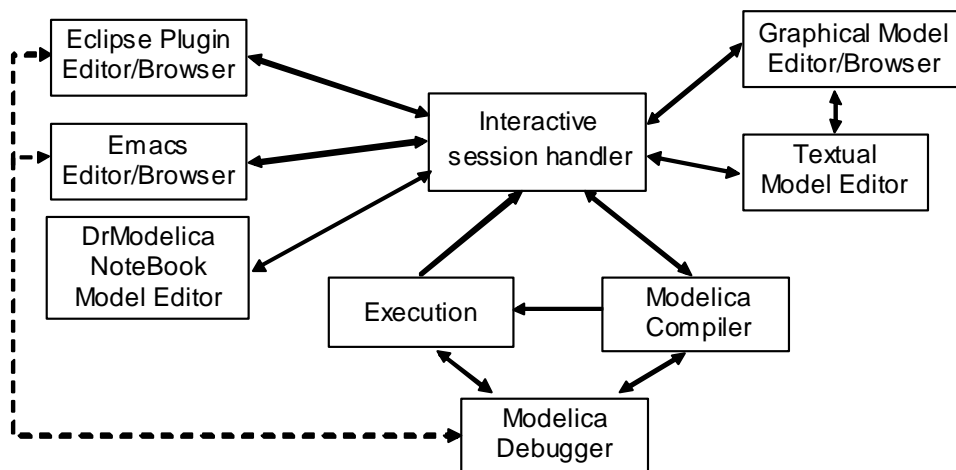 Eclipse Plugin
Editor/Browser
Emacs
Editor/Browser
DrModelica
NoteBook
Model Editor
Interactive
session handler
Graphical Model
Editor/Browser
Textual
Model Editor
Execution
Modelica
Compiler
Modelica
Debugger